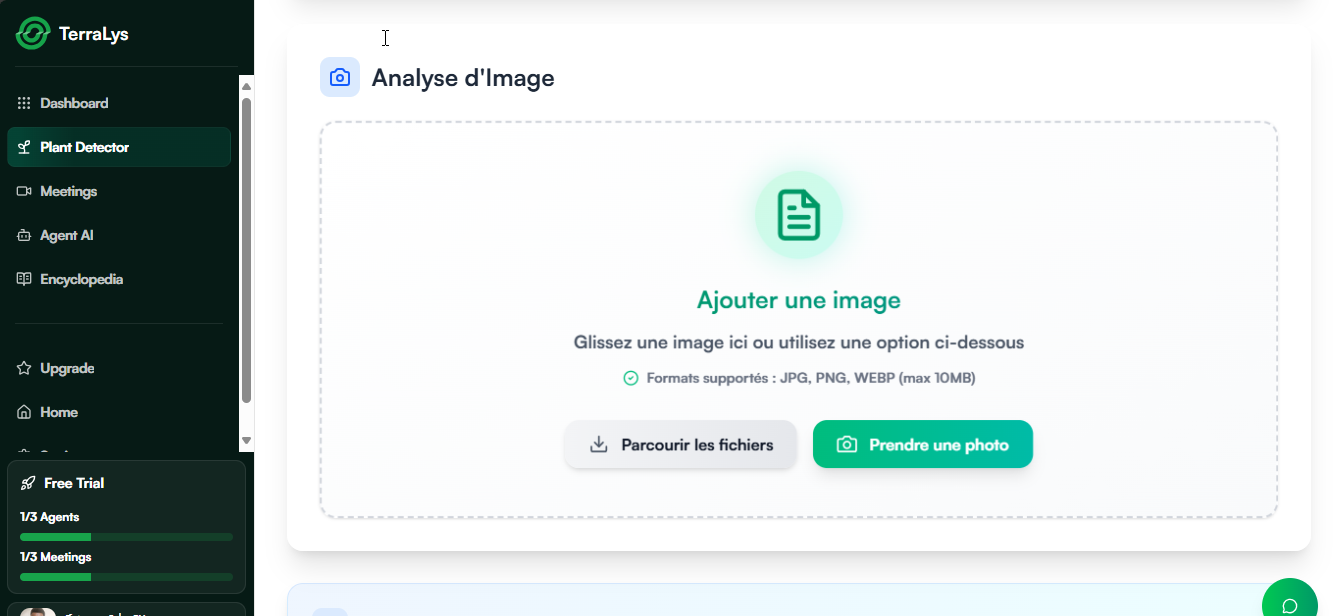 TerraLys
Dashboard
Plant Detector
Meetings
Agent AI
Encyclopedia
Upgrade
Home
Free Trial
1/3 Agents
1/3 Meetings
Analyse d'Image
Ajouter une image
Glissez une image ici ou utilisez une option ci-dessous
Formats supportés : JPG, PNG, WEBP (max 10MB)
Parcourir les fichiers
Prendre une photo